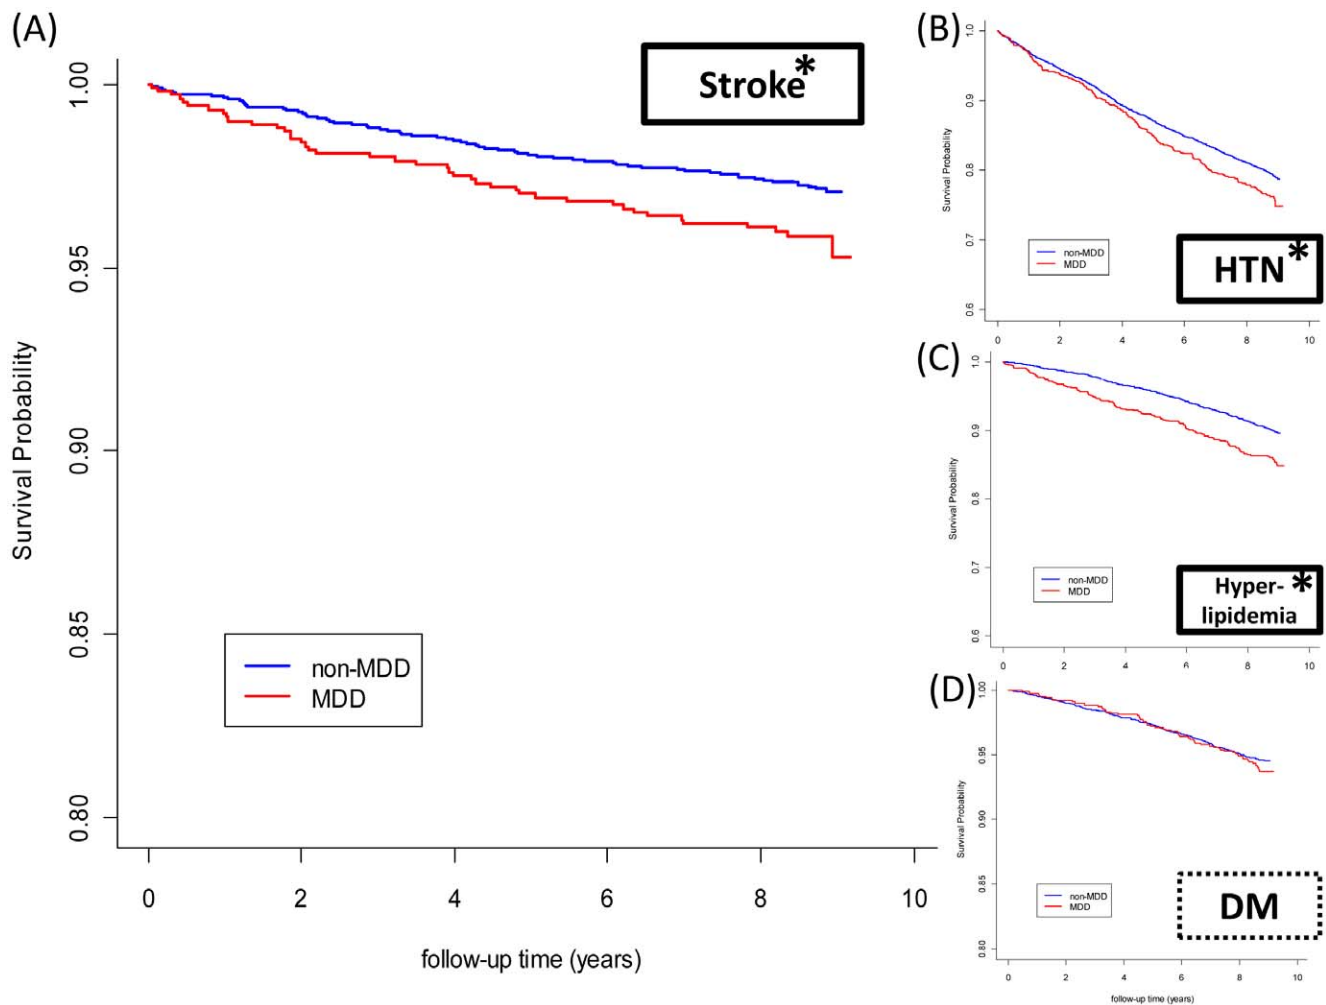 (A)
Stroke*
1.00
0.95
0.90
0.85
0.80
Survival Probability
non-MDD
MDD
0 2 4 6 8 10
follow-up time (years)
(B)
1.0
0.9
0.8
0.7
0.6
Survival Probability
non-MDD
MDD
HTN*
0 2 4 6 8 10
(C)
1.0
0.9
0.8
0.7
0.6
Survival Probability
non-MDD
MDD
Hyper-*
lipidemia
0 2 4 6 8 10
(D)
1.00
0.95
0.90
0.85
0.80
Survival Probability
non-MDD
MDD
DM
0 2 4 6 8 10
follow-up time (years)